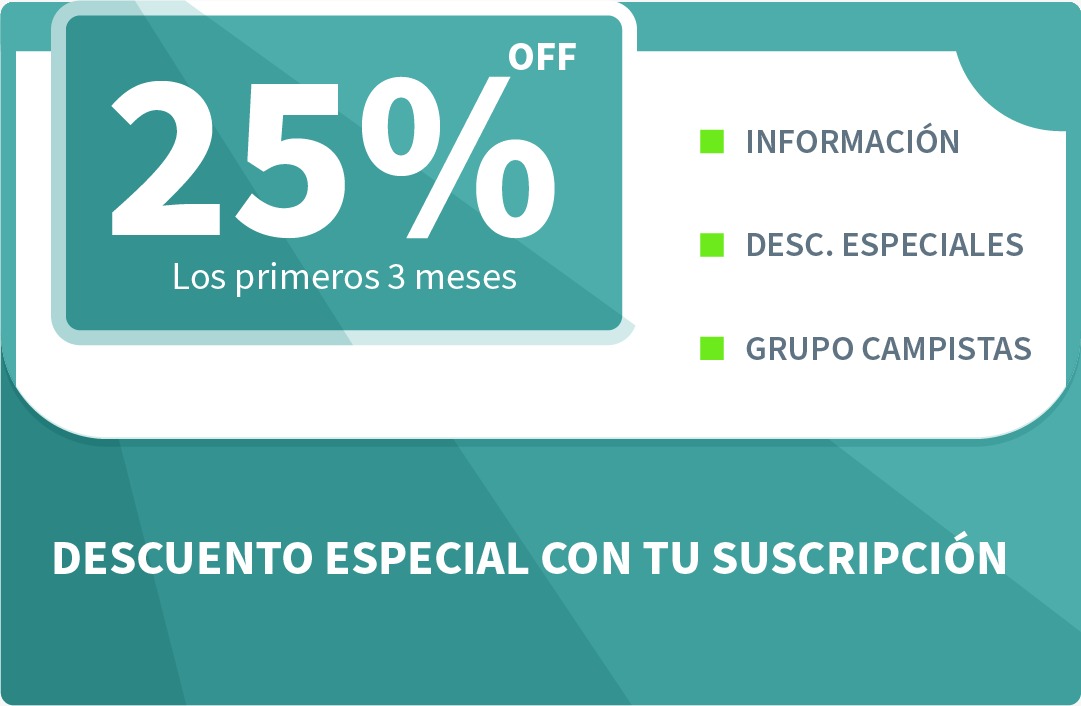 OFF
25%
Los primeros 3 meses
INFORMACIÓN
DESC. ESPECIALES
GRUPO CAMPISTAS
DESCUENTO ESPECIAL CON TU SUSCRIPCIÓN